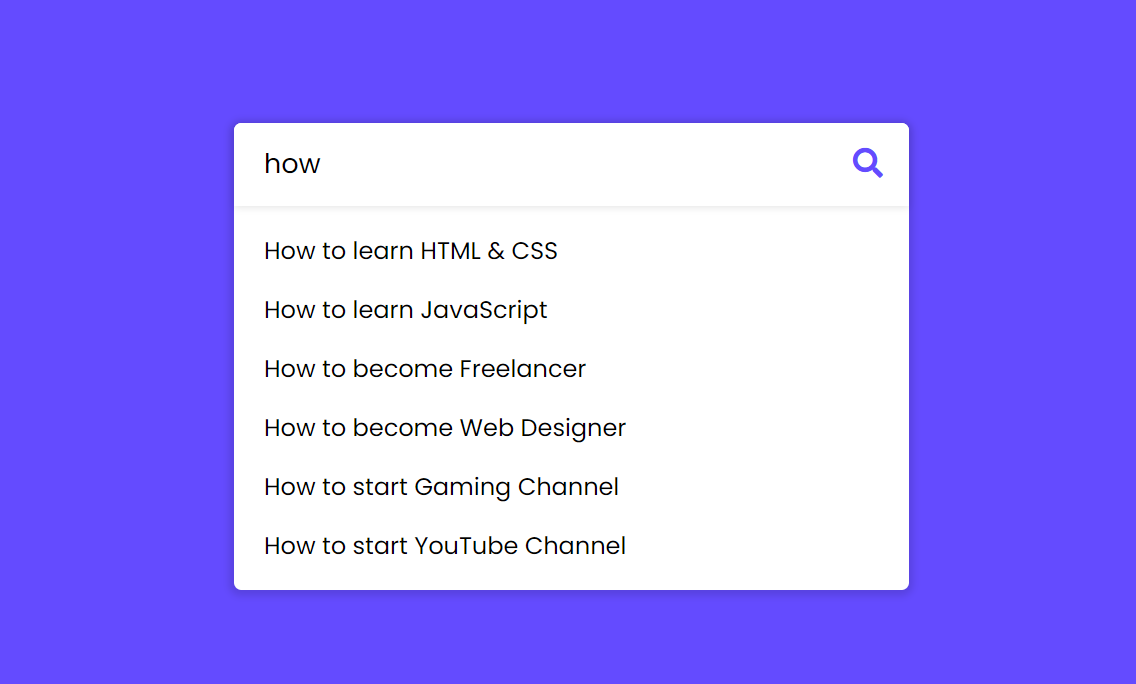 how
How to learn HTML & CSS
How to learn JavaScript
How to become Freelancer
How to become Web Designer
How to start Gaming Channel
How to start YouTube Channel